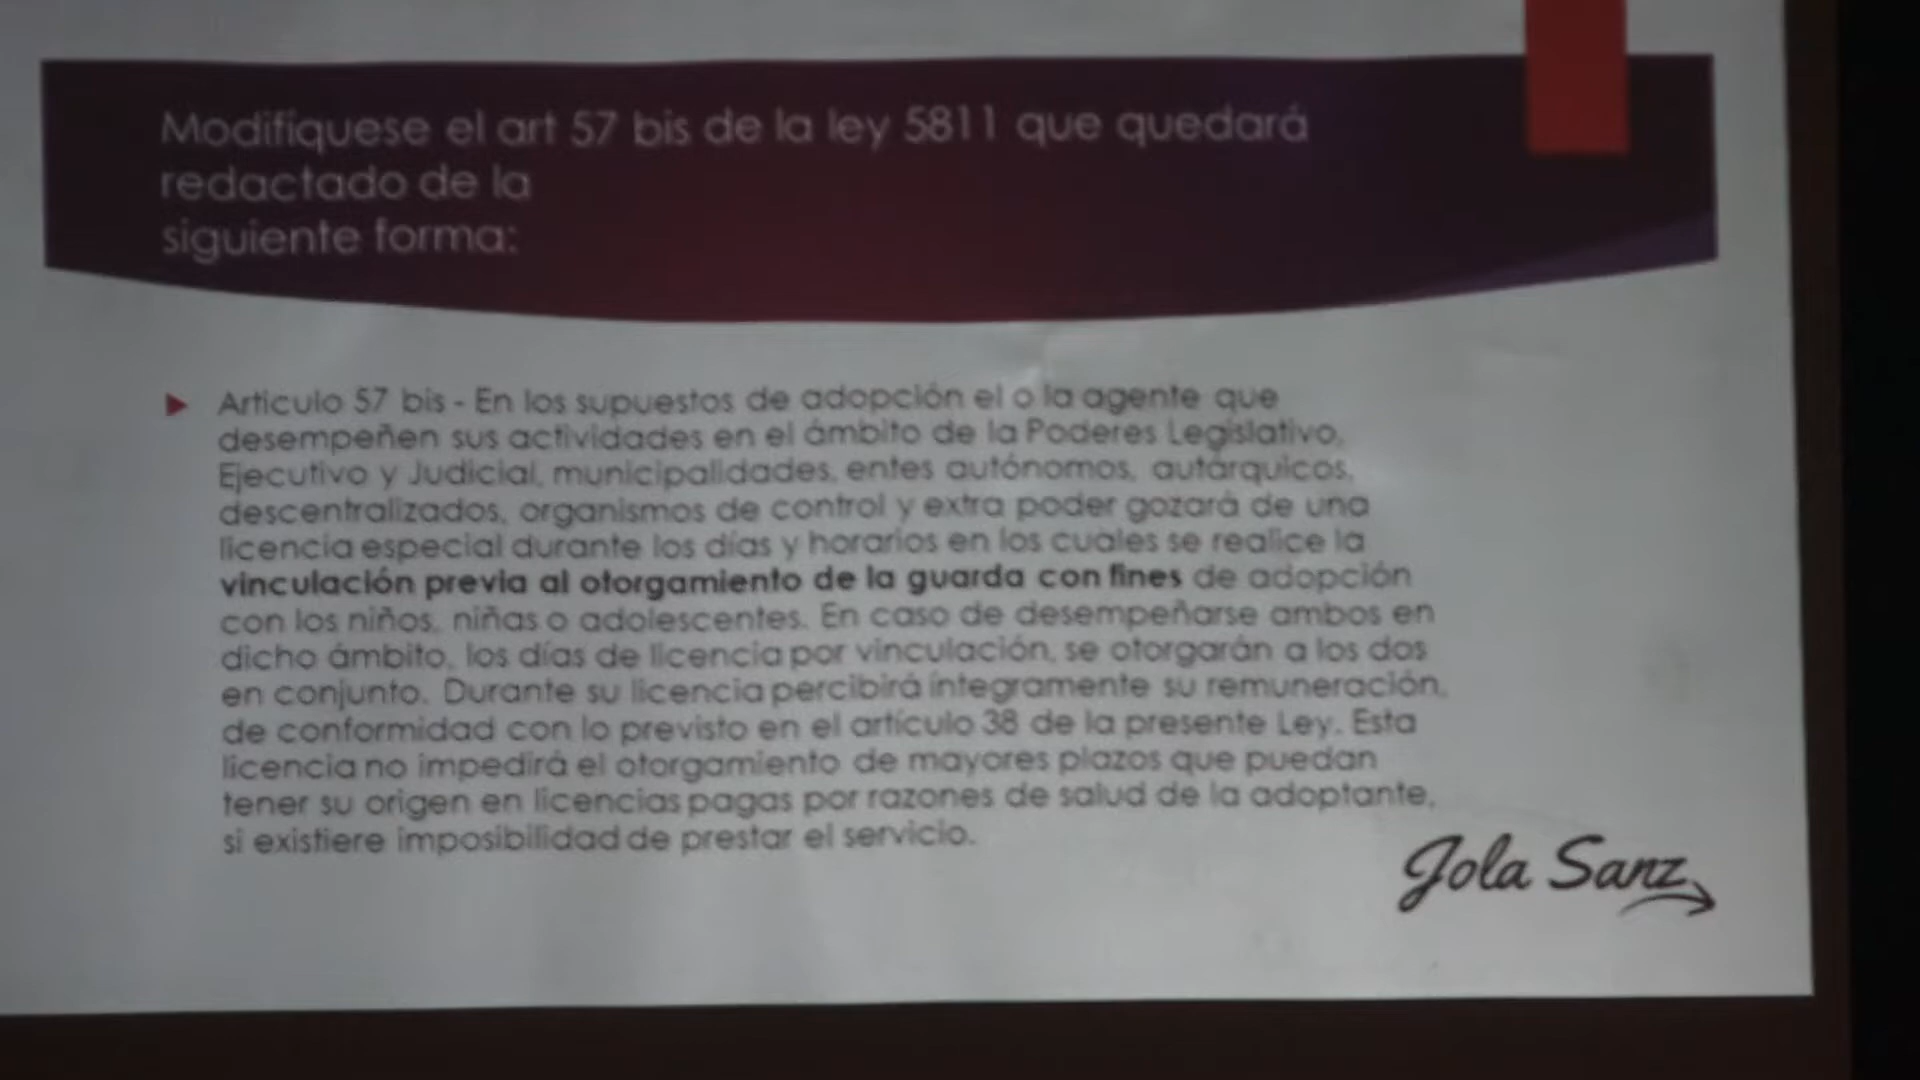 Modifíquese el art 57 bis de la ley 5811 que quedará
redactado de la
siguiente forma:
Articulo 57 bis - En los supuestos de adopción el o la agente que
desempeñen sus actividades en el ámbito de la Poderes Legislativo,
Ejecutivo y Judicial, municipalidades, entes autónomos, autárquicos,
descentralizados, organismos de control y extra poder gozará de una
licencia especial durante los días y horarios en los cuales se realice la
vinculación previa al otorgamiento de la guarda con fines de adopción
con los niños, niñas o adolescentes. En caso de desempeñarse ambos en
dicho ámbito, los días de licencia por vinculación, se otorgarán a los dos
en conjunto. Durante su licencia percibirá íntegramente su remuneración,
de conformidad con lo previsto en el artículo 38 de la presente Ley. Esta
licencia no impedirá el otorgamiento de mayores plazos que puedan
tener su origen en licencias pagas por razones de salud de la adoptante,
si existiere imposibilidad de prestar el servicio.
Jola Sanz